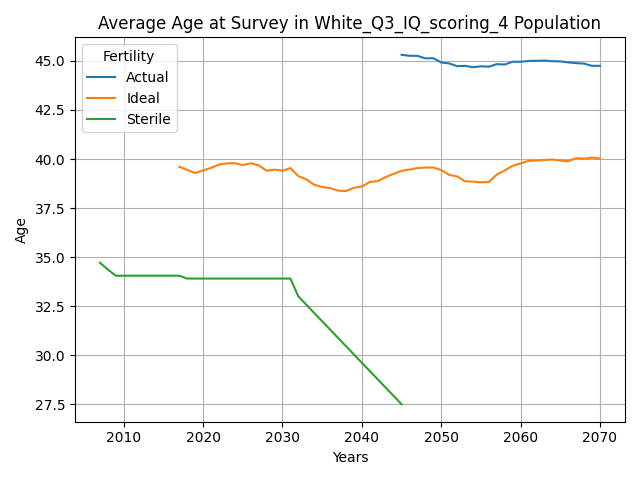 Average Age at Survey in White_Q3_IQ_scoring_4 Population
Fertility
Actual
Ideal
Sterile
45.0
42.5
40.0
37.5
35.0
32.5
30.0
27.5
Age
2010
2020
2030
2040
2050
2060
2070
Years